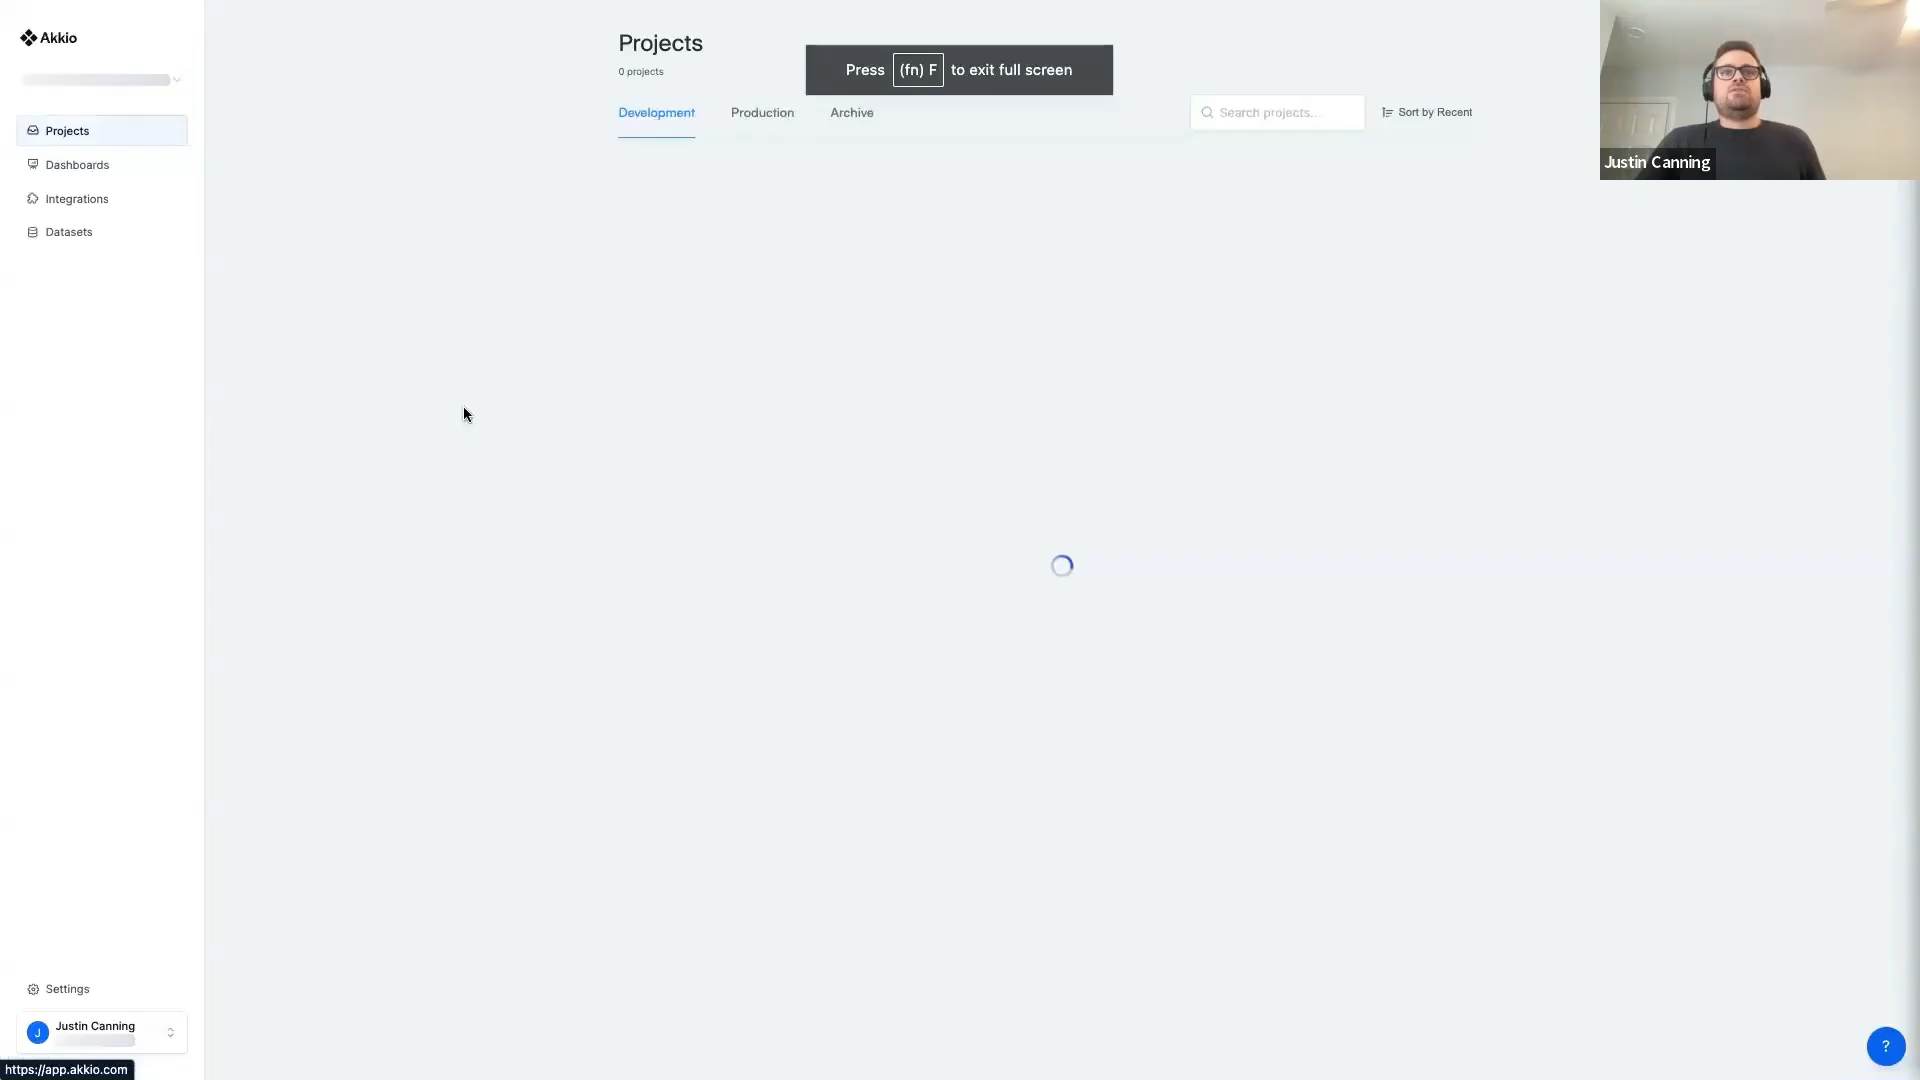 Akkio
Projects
Dashboards
Integrations
Datasets
Projects
0 projects
Press (fn) F to exit full screen
Development
Production
Archive
Search projects...
Sort by Recent
Justin Canning
Settings
J
Justin Canning
https://app.akkio.com
?